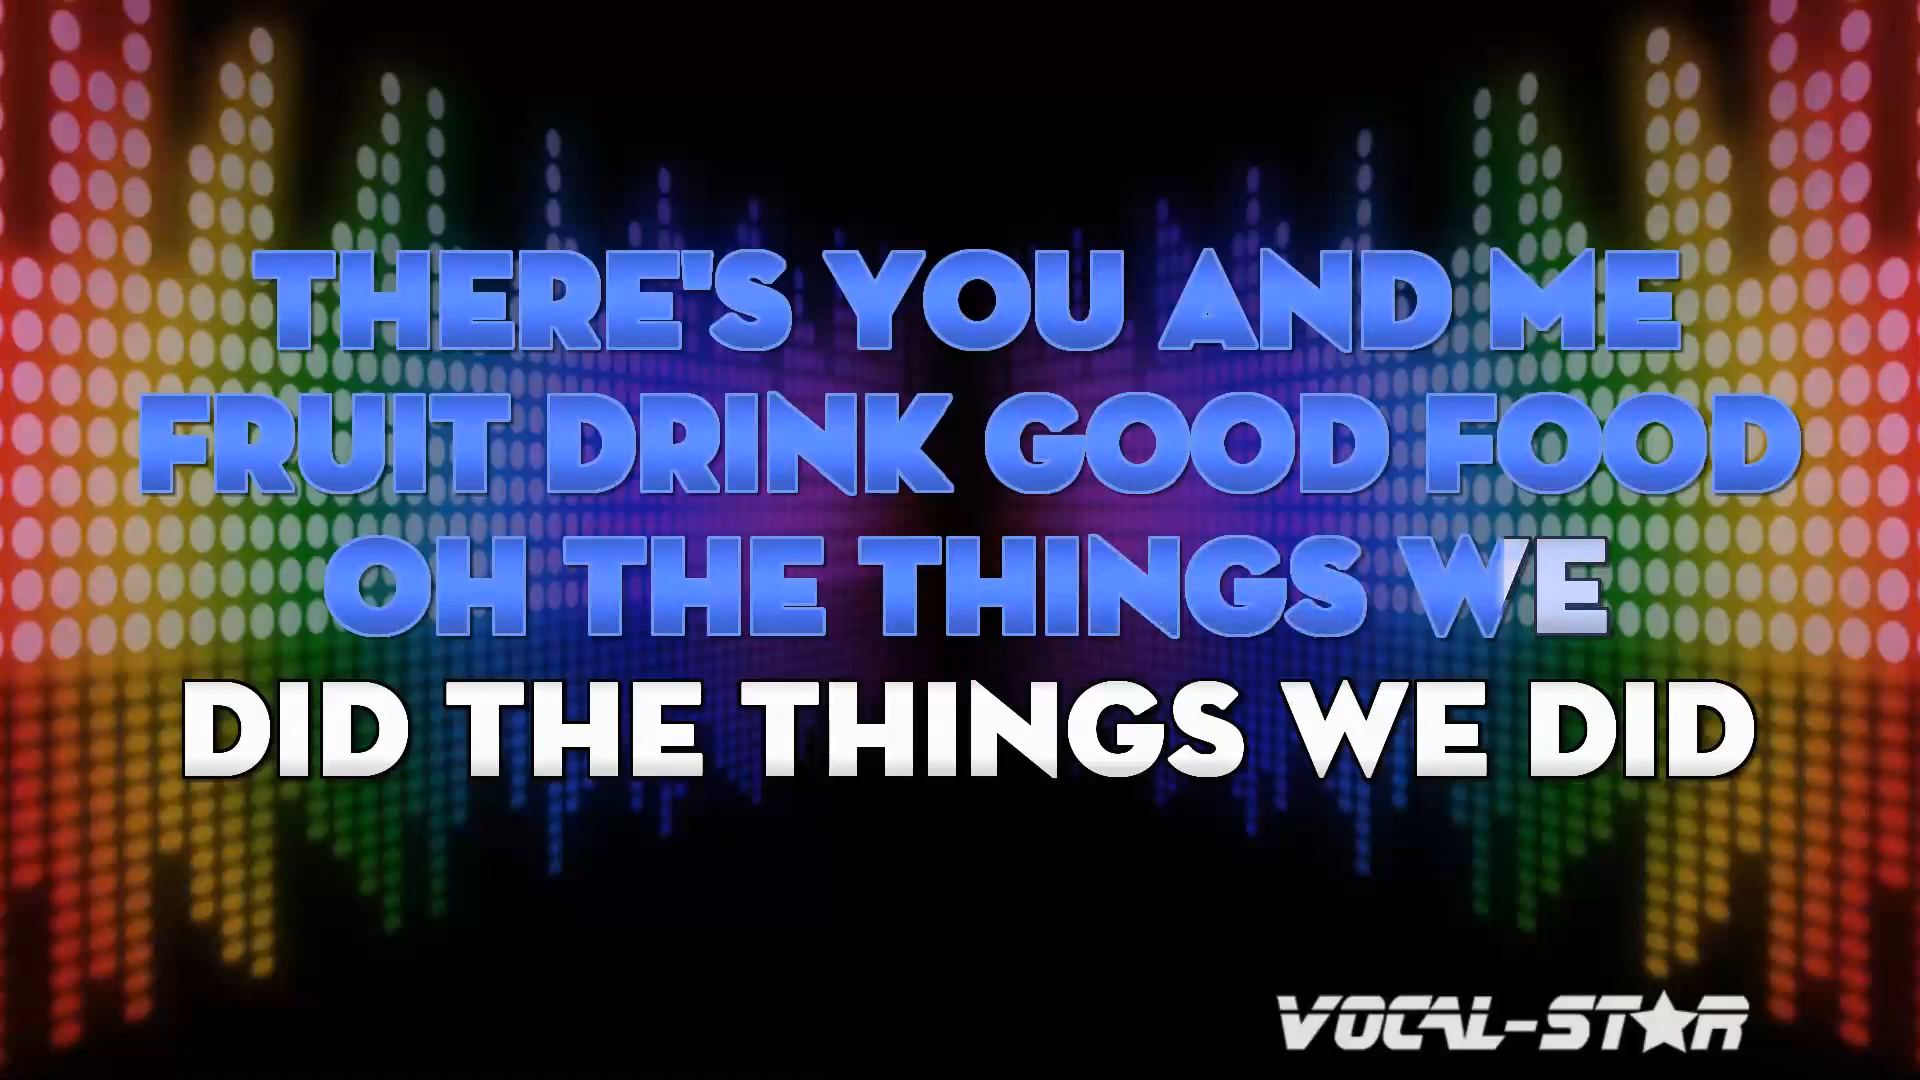 THERE'S YOU AND ME
FRUIT DRINK GOOD FOOD
OH THE THINGS WE
DID THE THINGS WE DID
VOCAL-STAR